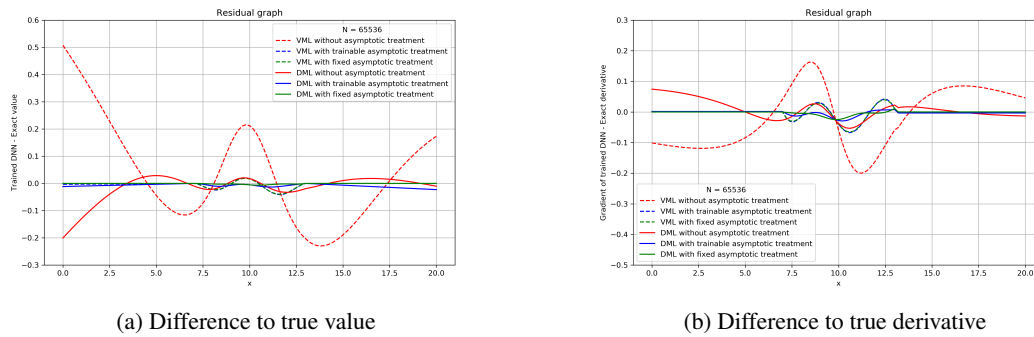 Residual graph
0.6
0.5
0.4
0.3
0.2
0.1
0.0
−0.1
−0.2
−0.3
Trained DNN - Exact value
N = 65536
VML without asymptotic treatment
VML with trainable asymptotic treatment
VML with fixed asymptotic treatment
DML without asymptotic treatment
DML with trainable asymptotic treatment
DML with fixed asymptotic treatment
0.0 2.5 5.0 7.5 10.0 12.5 15.0 17.5 20.0
x
(a) Difference to true value
Residual graph
0.3
0.2
0.1
0.0
−0.1
−0.2
−0.3
−0.4
−0.5
Gradient of trained DNN - Exact derivative
N = 65536
VML without asymptotic treatment
VML with trainable asymptotic treatment
VML with fixed asymptotic treatment
DML without asymptotic treatment
DML with trainable asymptotic treatment
DML with fixed asymptotic treatment
0.0 2.5 5.0 7.5 10.0 12.5 15.0 17.5 20.0
x
(b) Difference to true derivative